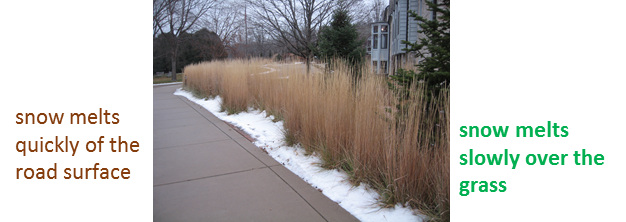 snow melts
quickly of the
road surface
snow melts
slowly over the
grass